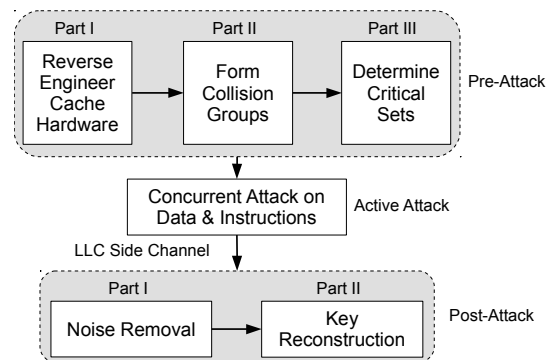 Part I
Part II
Part III
Reverse
Engineer
Cache
Hardware
Form
Collision
Groups
Determine
Critical
Sets
Pre-Attack
Concurrent Attack on
Data & Instructions
Active Attack
LLC Side Channel
Part I
Part II
Noise Removal
Key
Reconstruction
Post-Attack